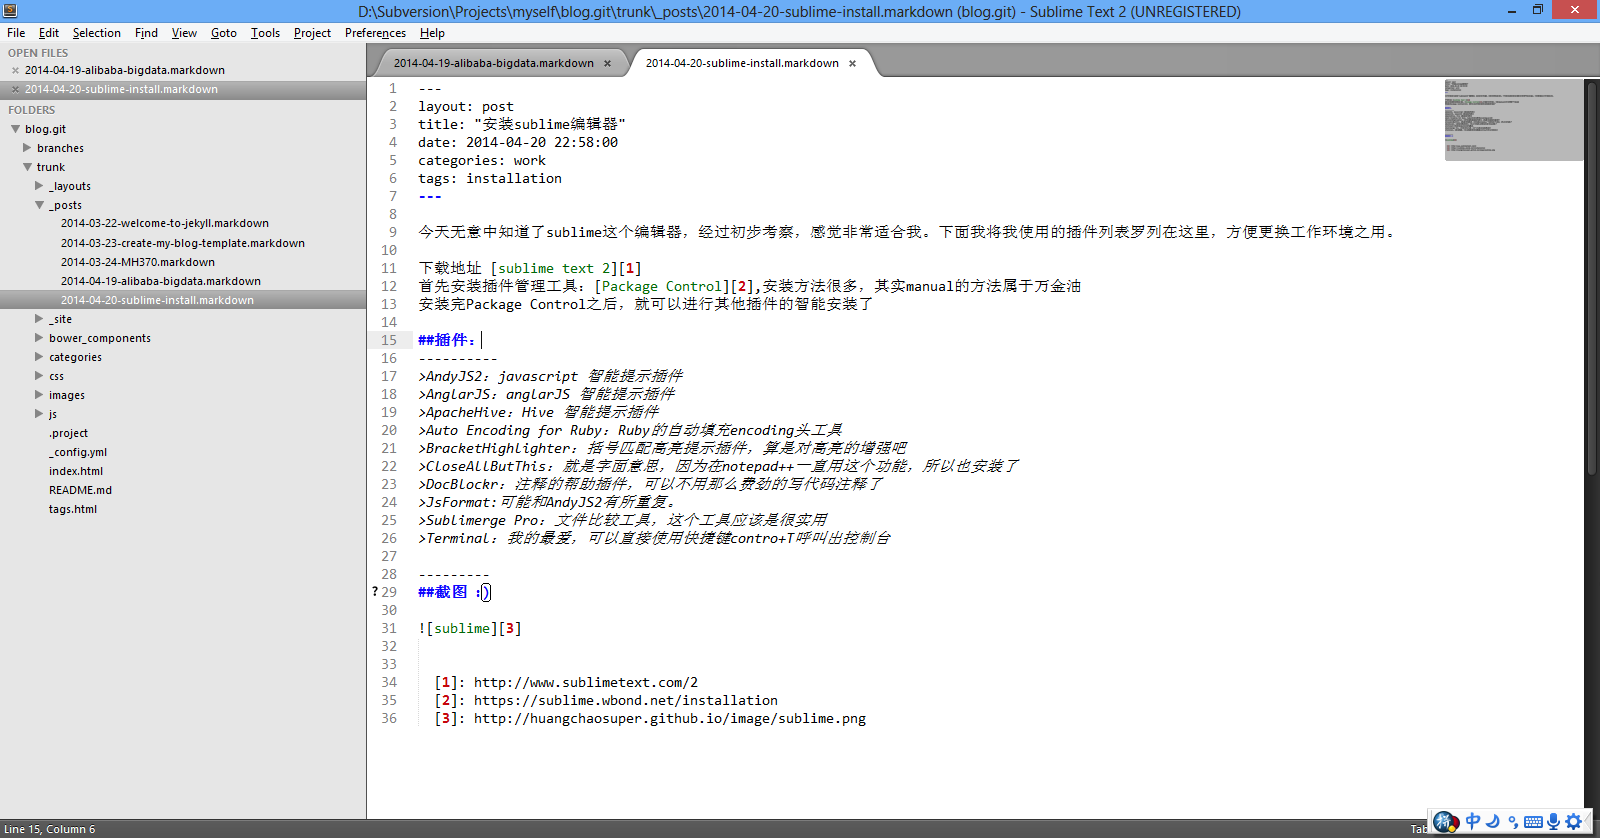 D:\Subversion\Projects\myself\blog.git\trunk\_posts\2014-04-20-sublime-install.markdown (blog.git) - Sublime Text 2 (UNREGISTERED)
File Edit Selection Find View Goto Tools Project Preferences Help
OPEN FILES
2014-04-19-alibaba-bigdata.markdown
2014-04-20-sublime-install.markdown
FOLDERS
blog.git
branches
trunk
_layouts
_posts
2014-03-22-welcome-to-jekyll.markdown
2014-03-23-create-my-blog-template.markdown
2014-03-24-MH370.markdown
2014-04-19-alibaba-bigdata.markdown
2014-04-20-sublime-install.markdown
_site
bower_components
categories
css
images
js
.project
_config.yml
index.html
README.md
tags.html
2014-04-19-alibaba-bigdata.markdown × 2014-04-20-sublime-install.markdown ×
1 ---
2 layout: post
3 title: "安装sublime编辑器"
4 date: 2014-04-20 22:58:00
5 categories: work
6 tags: installation
7 ---
8
9 今天无意中知道了sublime这个编辑器，经过初步考察，感觉非常适合我。下面我将我使用的插件列表罗列在这里，方便更换工作环境之用。
10
11 下载地址 [sublime text 2][1]
12 首先安装插件管理工具：[Package Control][2],安装方法很多，其实manual的方法属于万金油
13 安装完Package Control之后，就可以进行其他插件的智能安装了
14
15 ##插件：
16 ----------
17 >AndyJS2：javascript 智能提示插件
18 >AnglarJS：anglarJS 智能提示插件
19 >ApacheHive：Hive 智能提示插件
20 >Auto Encoding for Ruby：Ruby的自动填充encoding头工具
21 >BracketHighlighter：括号匹配高亮提示插件，算是对高亮的增强吧
22 >CloseAllButThis：就是字面意思，因为在notepad++一直用这个功能，所以也安装了
23 >DocBlockr：注释的帮助插件，可以不用那么费劲的写代码注释了
24 >JsFormat:可能和AndyJS2有所重复。
25 >Sublimerge Pro：文件比较工具，这个工具应该是很实用
26 >Terminal：我的最爱，可以直接使用快捷键contro+T呼叫出控制台
27
28 ---------
? 29 ##截图 :)
30
31 ![sublime][3]
32
33
34 [1]: http://www.sublimetext.com/2
35 [2]: https://sublime.wbond.net/installation
36 [3]: http://huangchaosuper.github.io/image/sublime.png
Line 15, Column 6
Tab
拼 中